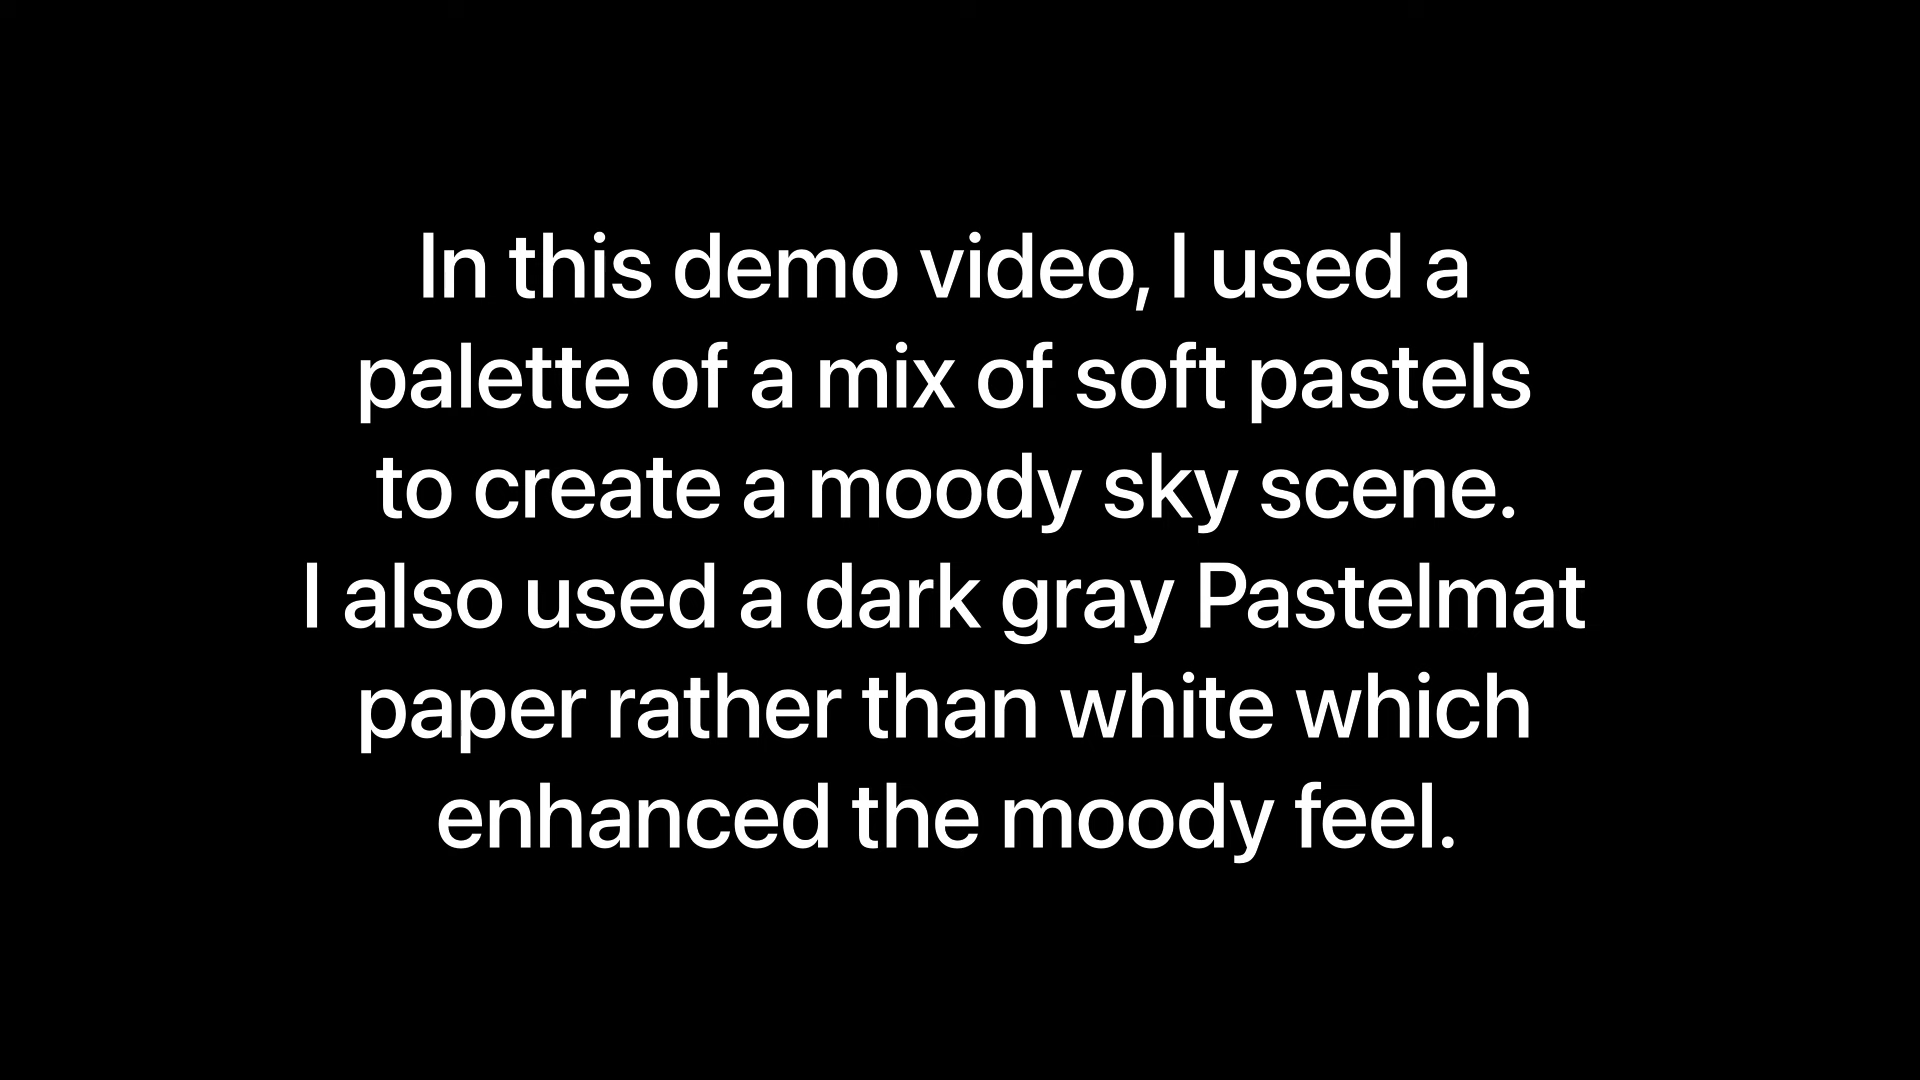 In this demo video, I used a
palette of a mix of soft pastels
to create a moody sky scene.
I also used a dark gray Pastelmat
paper rather than white which
enhanced the moody feel.